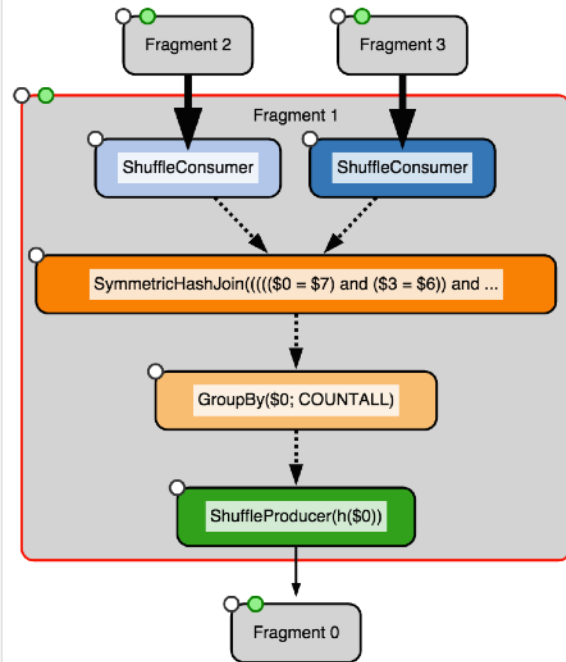 Fragment 2
Fragment 3
Fragment 1
ShuffleConsumer
ShuffleConsumer
SymmetricHashJoin((((($0 = $7) and ($3 = $6)) and ...
GroupBy($0; COUNTALL)
ShuffleProducer(h($0))
Fragment 0